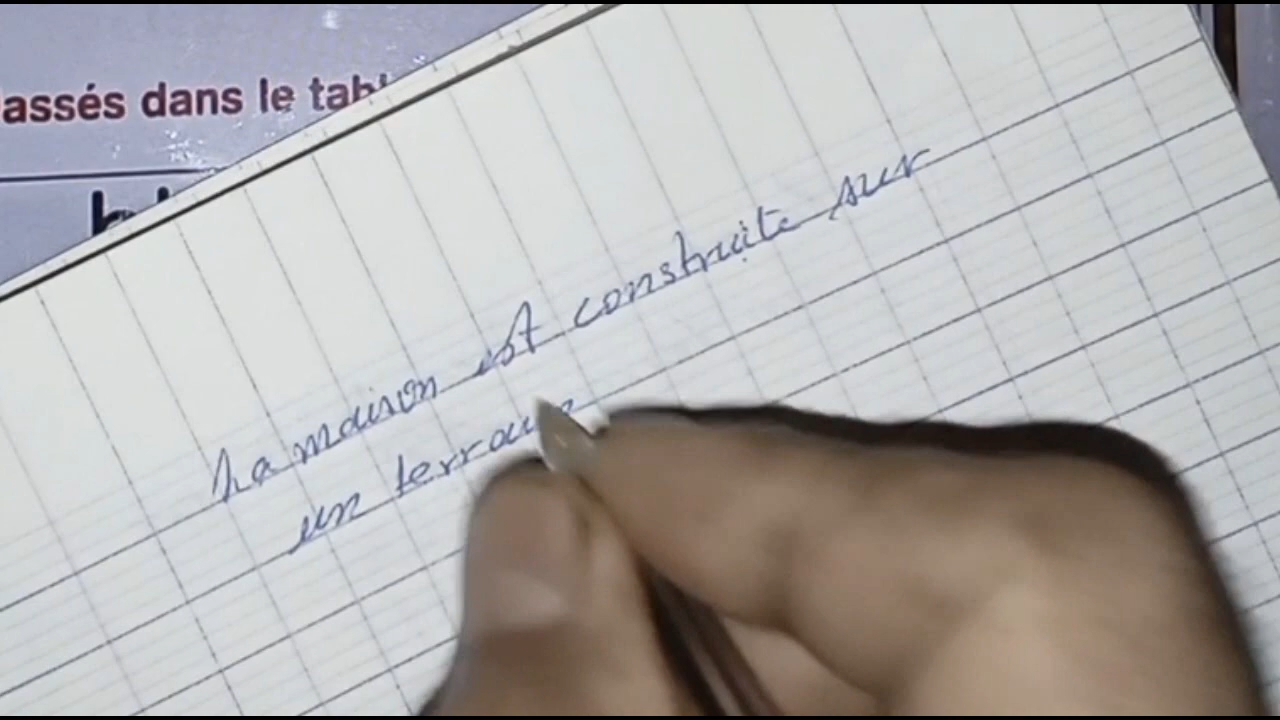 assés dans le tab
La maison est construite sur
un terrain